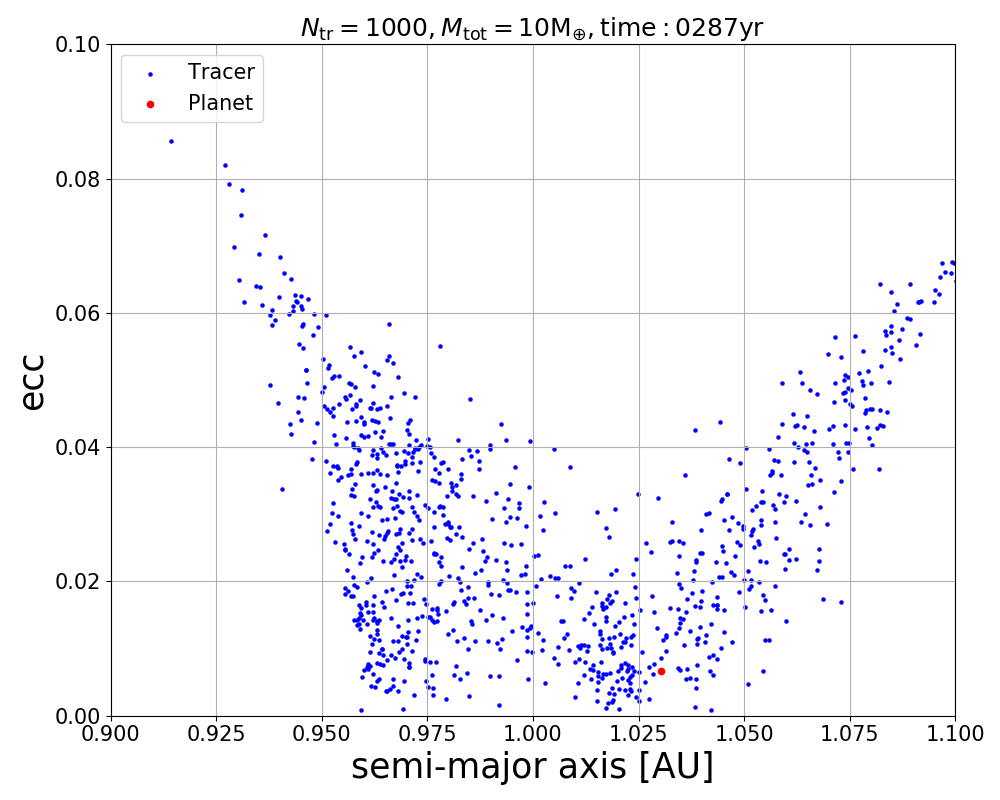 N_tr = 1000, M_tot = 10M_⊕, time : 0287yr
Tracer
Planet
0.10
0.08
0.06
0.04
0.02
0.00
ecc
0.900 0.925 0.950 0.975 1.000 1.025 1.050 1.075 1.100
semi-major axis [AU]